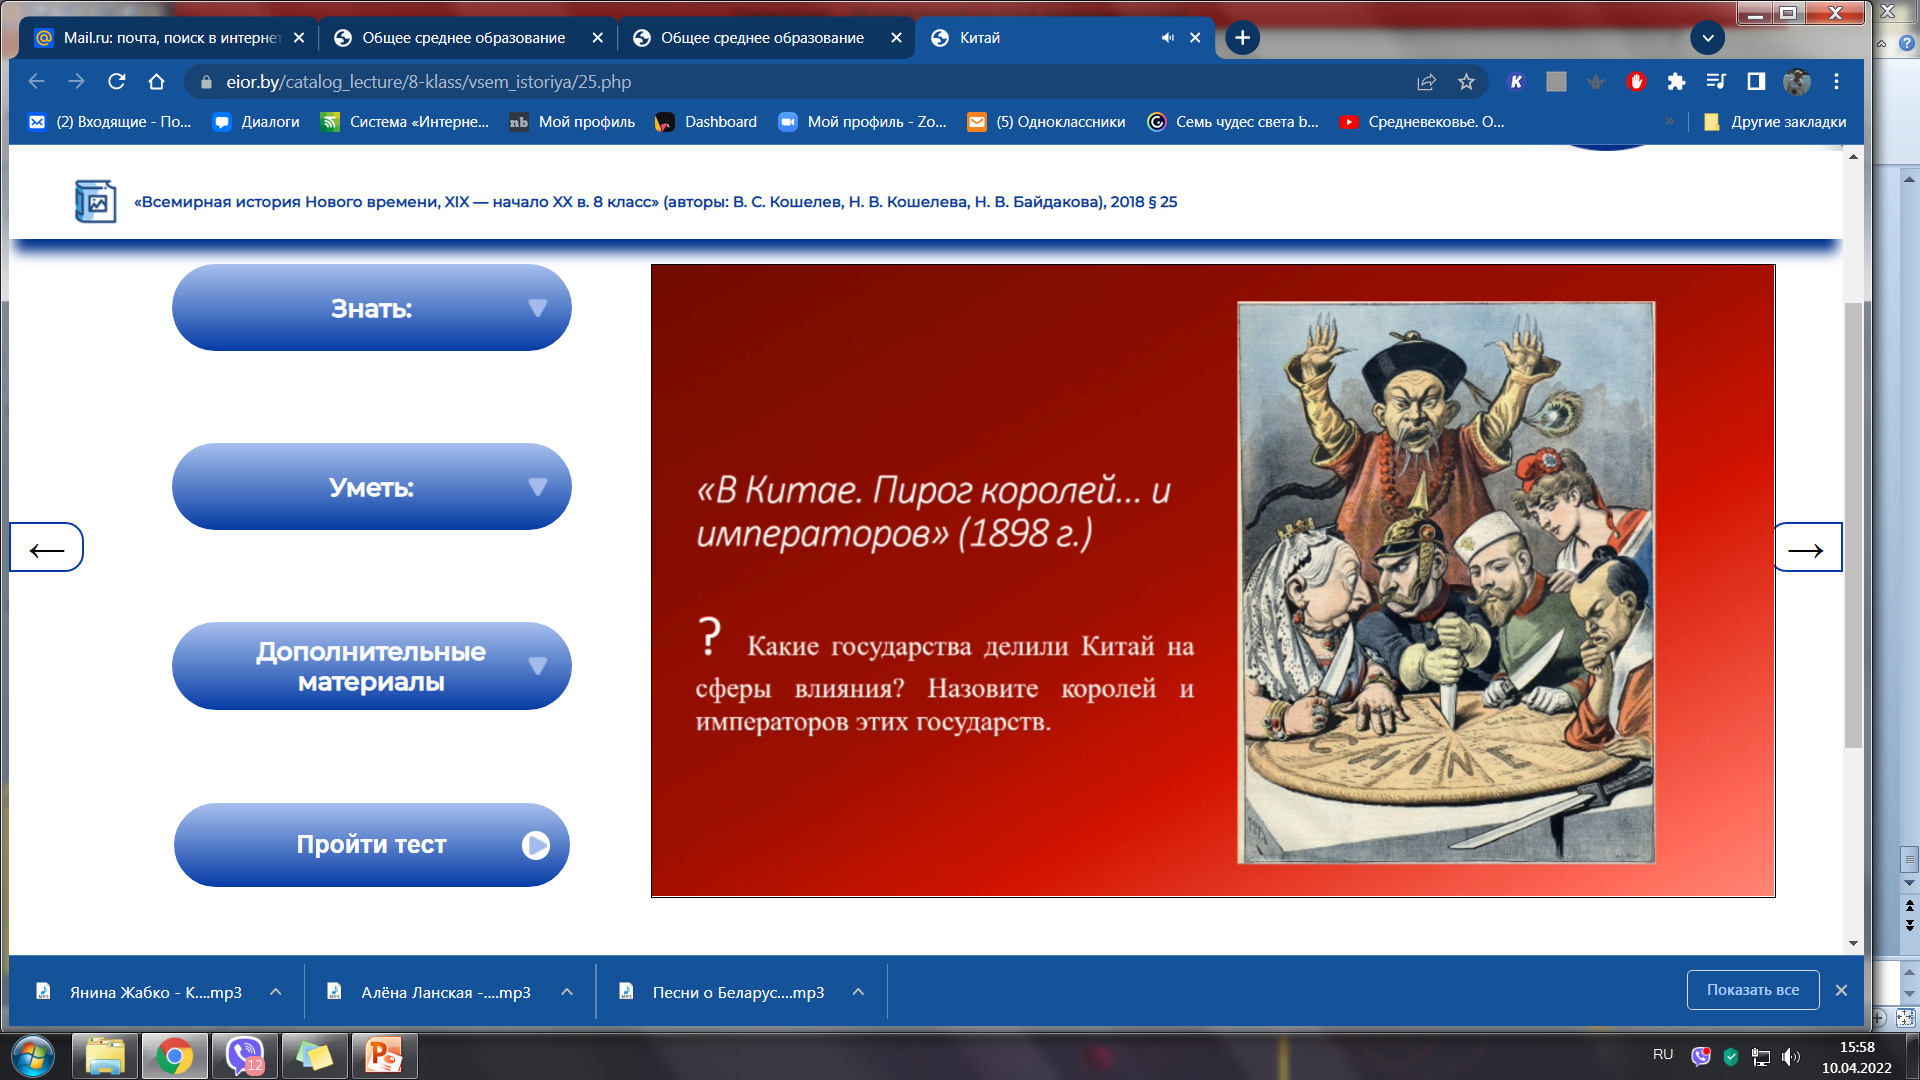 Mail.ru: почта, поиск в интернет
Общее среднее образование
Общее среднее образование
Китай
eior.by/catalog_lecture/8-klass/vsem_istoriya/25.php
(2) Входящие - По...
Диалоги
Система «Интерне...
nb Мой профиль
Dashboard
Мой профиль - Zo...
(5) Одноклассники
Семь чудес света b...
Средневековье. О...
Другие закладки
«Всемирная история Нового времени, XIX — начало XX в. 8 класс» (авторы: В. С. Кошелев, Н. В. Кошелева, Н. В. Байдакова), 2018 § 25
Знать:
Уметь:
Дополнительные
материалы
Пройти тест
«В Китае. Пирог королей... и
императоров» (1898 г.)
? Какие государства делили Китай на
сферы влияния? Назовите королей и
императоров этих государств.
CHINE
Янина Жабко - К....mp3
Алёна Ланская -....mp3
Песни о Беларус....mp3
Показать все
12
RU
15:58
10.04.2022